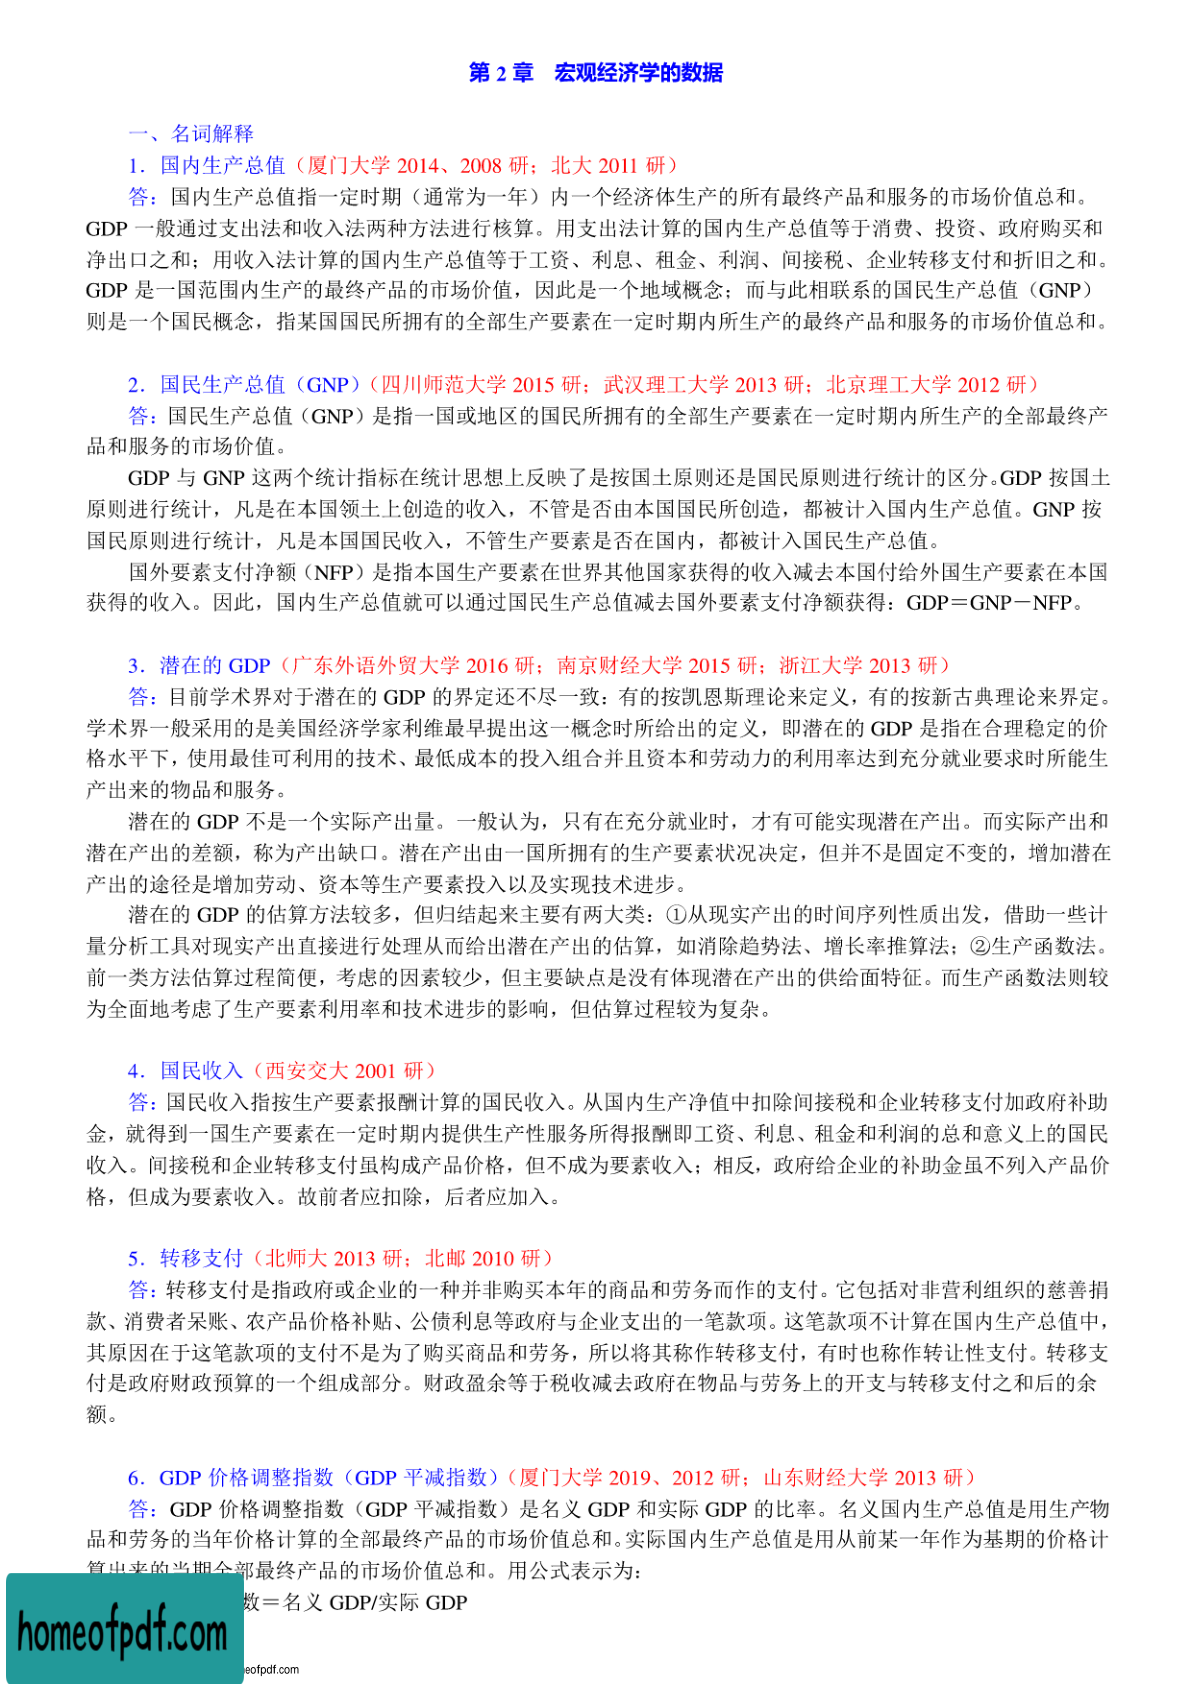 第 2 章　宏观经济学的数据
一、名词解释
1．国内生产总值（厦门大学 2014、2008 研；北大 2011 研）
答：国内生产总值指一定时期（通常为一年）内一个经济体生产的所有最终产品和服务的市场价值总和。
GDP 一般通过支出法和收入法两种方法进行核算。用支出法计算的国内生产总值等于消费、投资、政府购买和
净出口之和；用收入法计算的国内生产总值等于工资、利息、租金、利润、间接税、企业转移支付和折旧之和。
GDP 是一国范围内生产的最终产品的市场价值，因此是一个地域概念；而与此相联系的国民生产总值（GNP）
则是一个国民概念，指某国国民所拥有的全部生产要素在一定时期内所生产的最终产品和服务的市场价值总和。
2．国民生产总值（GNP）（四川师范大学 2015 研；武汉理工大学 2013 研；北京理工大学 2012 研）
答：国民生产总值（GNP）是指一国或地区的国民所拥有的全部生产要素在一定时期内所生产的全部最终产
品和服务的市场价值。
GDP 与 GNP 这两个统计指标在统计思想上反映了是按国土原则还是国民原则进行统计的区分。GDP 按国土
原则进行统计，凡是在本国领土上创造的收入，不管是否由本国国民所创造，都被计入国内生产总值。GNP 按
国民原则进行统计，凡是本国国民收入，不管生产要素是否在国内，都被计入国民生产总值。
国外要素支付净额（NFP）是指本国生产要素在世界其他国家获得的收入减去本国付给外国生产要素在本国
获得的收入。因此，国内生产总值就可以通过国民生产总值减去国外要素支付净额获得：GDP＝GNP－NFP。
3．潜在的 GDP（广东外语外贸大学 2016 研；南京财经大学 2015 研；浙江大学 2013 研）
答：目前学术界对于潜在的 GDP 的界定还不尽一致：有的按凯恩斯理论来定义，有的按新古典理论来界定。
学术界一般采用的是美国经济学家利维最早提出这一概念时所给出的定义，即潜在的 GDP 是指在合理稳定的价
格水平下，使用最佳可利用的技术、最低成本的投入组合并且资本和劳动力的利用率达到充分就业要求时所能生
产出来的物品和服务。
潜在的 GDP 不是一个实际产出量。一般认为，只有在充分就业时，才有可能实现潜在产出。而实际产出和
潜在产出的差额，称为产出缺口。潜在产出由一国所拥有的生产要素状况决定，但并不是固定不变的，增加潜在
产出的途径是增加劳动、资本等生产要素投入以及实现技术进步。
潜在的 GDP 的估算方法较多，但归结起来主要有两大类：①从现实产出的时间序列性质出发，借助一些计
量分析工具对现实产出直接进行处理从而给出潜在产出的估算，如消除趋势法、增长率推算法；②生产函数法。
前一类方法估算过程简便，考虑的因素较少，但主要缺点是没有体现潜在产出的供给面特征。而生产函数法则较
为全面地考虑了生产要素利用率和技术进步的影响，但估算过程较为复杂。
4．国民收入（西安交大 2001 研）
答：国民收入指按生产要素报酬计算的国民收入。从国内生产净值中扣除间接税和企业转移支付加政府补助
金，就得到一国生产要素在一定时期内提供生产性服务所得报酬即工资、利息、租金和利润的总和意义上的国民
收入。间接税和企业转移支付虽构成产品价格，但不成为要素收入；相反，政府给企业的补助金虽不列入产品价
格，但成为要素收入。故前者应扣除，后者应加入。
5．转移支付（北师大 2013 研；北邮 2010 研）
答：转移支付是指政府或企业的一种并非购买本年的商品和劳务而作的支付。它包括对非营利组织的慈善捐
款、消费者呆账、农产品价格补贴、公债利息等政府与企业支出的一笔款项。这笔款项不计算在国内生产总值中，
其原因在于这笔款项的支付不是为了购买商品和劳务，所以将其称作转移支付，有时也称作转让性支付。转移支
付是政府财政预算的一个组成部分。财政盈余等于税收减去政府在物品与劳务上的开支与转移支付之和后的余
额。
6．GDP 价格调整指数（GDP 平减指数）（厦门大学 2019、2012 研；山东财经大学 2013 研）
答：GDP 价格调整指数（GDP 平减指数）是名义 GDP 和实际 GDP 的比率。名义国内生产总值是用生产物
品和劳务的当年价格计算的全部最终产品的市场价值总和。实际国内生产总值是用从前某一年作为基期的价格计
算出来的当期全部最终产品的市场价值总和。用公式表示为：
数＝名义 GDP/实际 GDP
homeofpdf.com
eofpdf.com